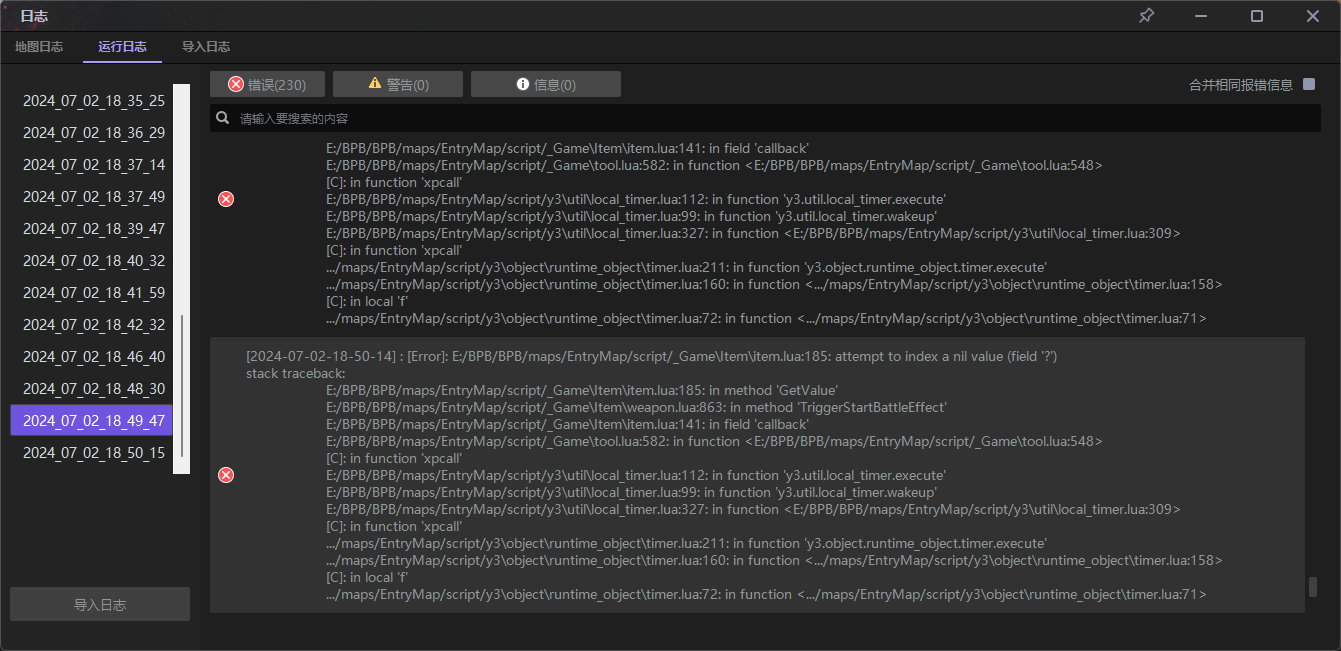 日志
地图日志 运行日志 导入日志
错误(230) 警告(0) 信息(0) 合并相同报错信息
请输入要搜索的内容
2024_07_02_18_35_25
2024_07_02_18_36_29
2024_07_02_18_37_14
2024_07_02_18_37_49
2024_07_02_18_39_47
2024_07_02_18_40_32
2024_07_02_18_41_59
2024_07_02_18_42_32
2024_07_02_18_46_40
2024_07_02_18_48_30
2024_07_02_18_49_47
2024_07_02_18_50_15
导入日志
E:/BPB/BPB/maps/EntryMap/script/_Game\Item\item.lua:141: in field 'callback'
E:/BPB/BPB/maps/EntryMap/script/_Game\tool.lua:582: in function <E:/BPB/BPB/maps/EntryMap/script/_Game\tool.lua:548>
[C]: in function 'xpcall'
E:/BPB/BPB/maps/EntryMap/script/y3\util\local_timer.lua:112: in function 'y3.util.local_timer.execute'
E:/BPB/BPB/maps/EntryMap/script/y3\util\local_timer.lua:99: in function 'y3.util.local_timer.wakeup'
E:/BPB/BPB/maps/EntryMap/script/y3\util\local_timer.lua:327: in function <E:/BPB/BPB/maps/EntryMap/script/y3\util\local_timer.lua:309>
[C]: in function 'xpcall'
.../maps/EntryMap/script/y3\object\runtime_object\timer.lua:211: in function 'y3.object.runtime_object.timer.execute'
.../maps/EntryMap/script/y3\object\runtime_object\timer.lua:160: in function <.../maps/EntryMap/script/y3\object\runtime_object\timer.lua:158>
[C]: in local 'f'
.../maps/EntryMap/script/y3\object\runtime_object\timer.lua:72: in function <.../maps/EntryMap/script/y3\object\runtime_object\timer.lua:71>
[2024-07-02-18-50-14] : [Error]: E:/BPB/BPB/maps/EntryMap/script/_Game\Item\item.lua:185: attempt to index a nil value (field '?')
stack traceback:
E:/BPB/BPB/maps/EntryMap/script/_Game\Item\item.lua:185: in method 'GetValue'
E:/BPB/BPB/maps/EntryMap/script/_Game\Item\weapon.lua:863: in method 'TriggerStartBattleEffect'
E:/BPB/BPB/maps/EntryMap/script/_Game\Item\item.lua:141: in field 'callback'
E:/BPB/BPB/maps/EntryMap/script/_Game\tool.lua:582: in function <E:/BPB/BPB/maps/EntryMap/script/_Game\tool.lua:548>
[C]: in function 'xpcall'
E:/BPB/BPB/maps/EntryMap/script/y3\util\local_timer.lua:112: in function 'y3.util.local_timer.execute'
E:/BPB/BPB/maps/EntryMap/script/y3\util\local_timer.lua:99: in function 'y3.util.local_timer.wakeup'
E:/BPB/BPB/maps/EntryMap/script/y3\util\local_timer.lua:327: in function <E:/BPB/BPB/maps/EntryMap/script/y3\util\local_timer.lua:309>
[C]: in function 'xpcall'
.../maps/EntryMap/script/y3\object\runtime_object\timer.lua:211: in function 'y3.object.runtime_object.timer.execute'
.../maps/EntryMap/script/y3\object\runtime_object\timer.lua:160: in function <.../maps/EntryMap/script/y3\object\runtime_object\timer.lua:158>
[C]: in local 'f'
.../maps/EntryMap/script/y3\object\runtime_object\timer.lua:72: in function <.../maps/EntryMap/script/y3\object\runtime_object\timer.lua:71>